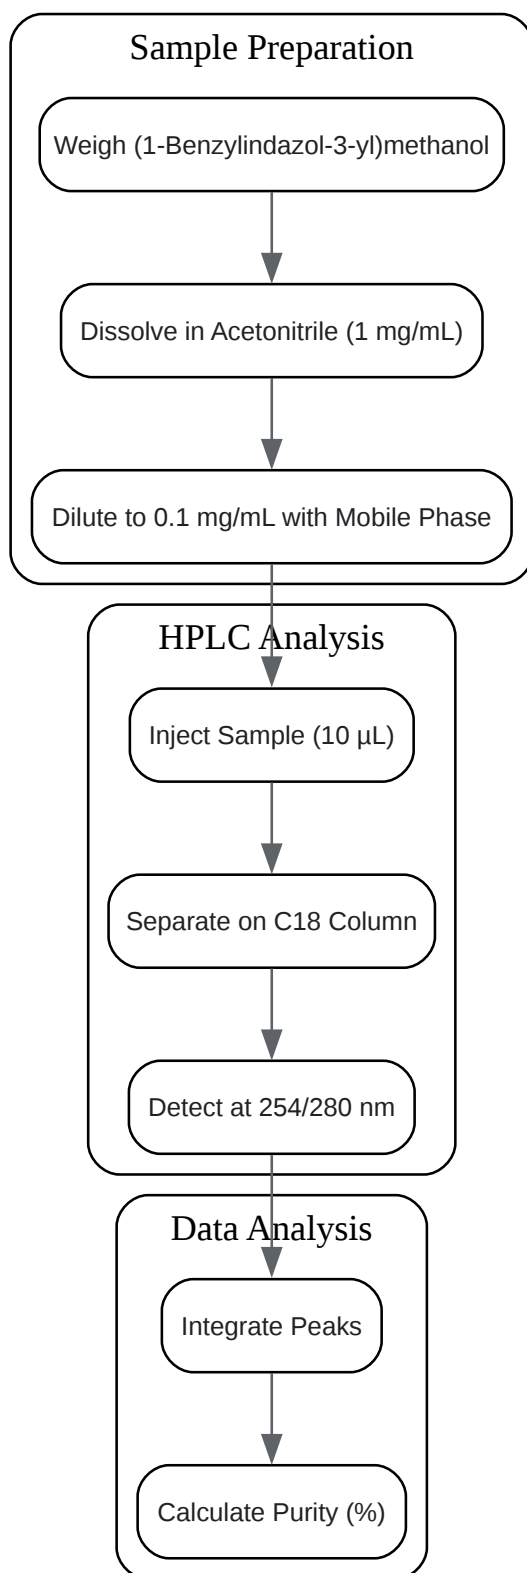 Sample Preparation
Weigh (1-Benzylindazol-3-yl)methanol
Dissolve in Acetonitrile (1 mg/mL)
Dilute to 0.1 mg/mL with Mobile Phase
HPLC Analysis
Inject Sample (10 µL)
Separate on C18 Column
Detect at 254/280 nm
Data Analysis
Integrate Peaks
Calculate Purity (%)